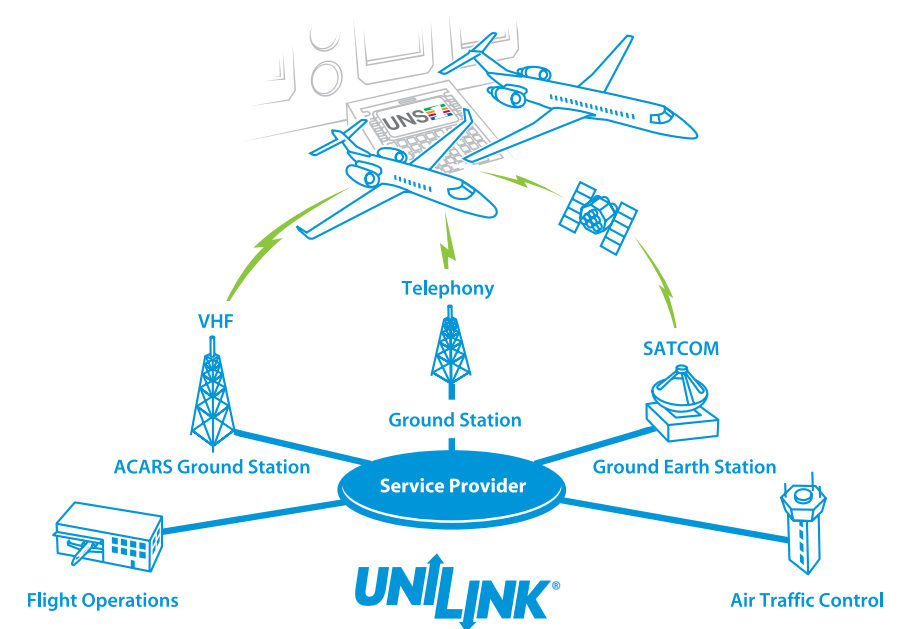 UNS
Telephony
VHF
SATCOM
Ground Station
ACARS Ground Station
Ground Earth Station
Service Provider
Flight Operations
UNILINK®
Air Traffic Control